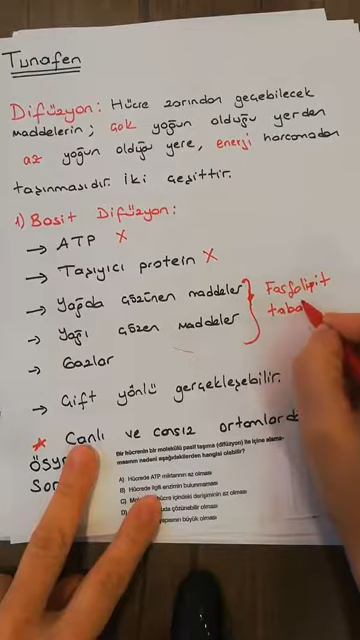 Tunafen
Difüzyon: Hücre zarından geçebilecek
maddelerin; çok yoğun olduğu yerden
az yoğun olduğu yere, enerji harcamadan
taşınmasıdır. İki çeşittir.
1) Basit Difüzyon:
→ ATP X
→ Taşıyıcı protein X
→ Yağda çözünen maddeler
→ Yağı çözen maddeler
Fosfolipit
taba
→ Gazlar
→ Çift yönlü gerçekleşebilir.
* Canlı ve cansız ortamlarda
ÖSY
Sor
Bir hücrenin bir molekülü pasif taşıma (difüzyon) ile içine alama-
masının nedeni aşağıdakilerden hangisi olabilir?
A) Hücrede ATP miktarının az olması
B) Hücrede ilgili enzimin bulunmaması
C) hücre içindeki derişiminin az olması
D) çözünebilir olması
yapısının büyük olması